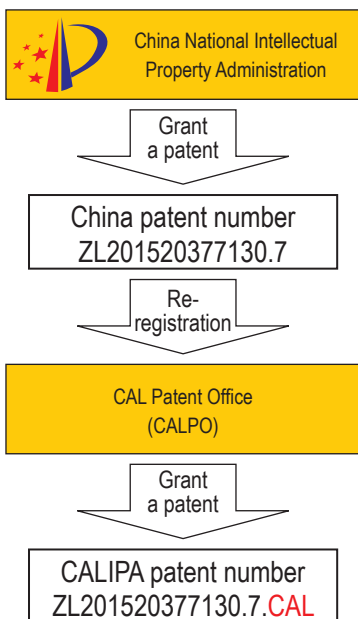 China National Intellectual
Property Administration
Grant
a patent
China patent number
ZL201520377130.7
Re-
registration
CAL Patent Office
(CALPO)
Grant
a patent
CALIPA patent number
ZL201520377130.7.CAL